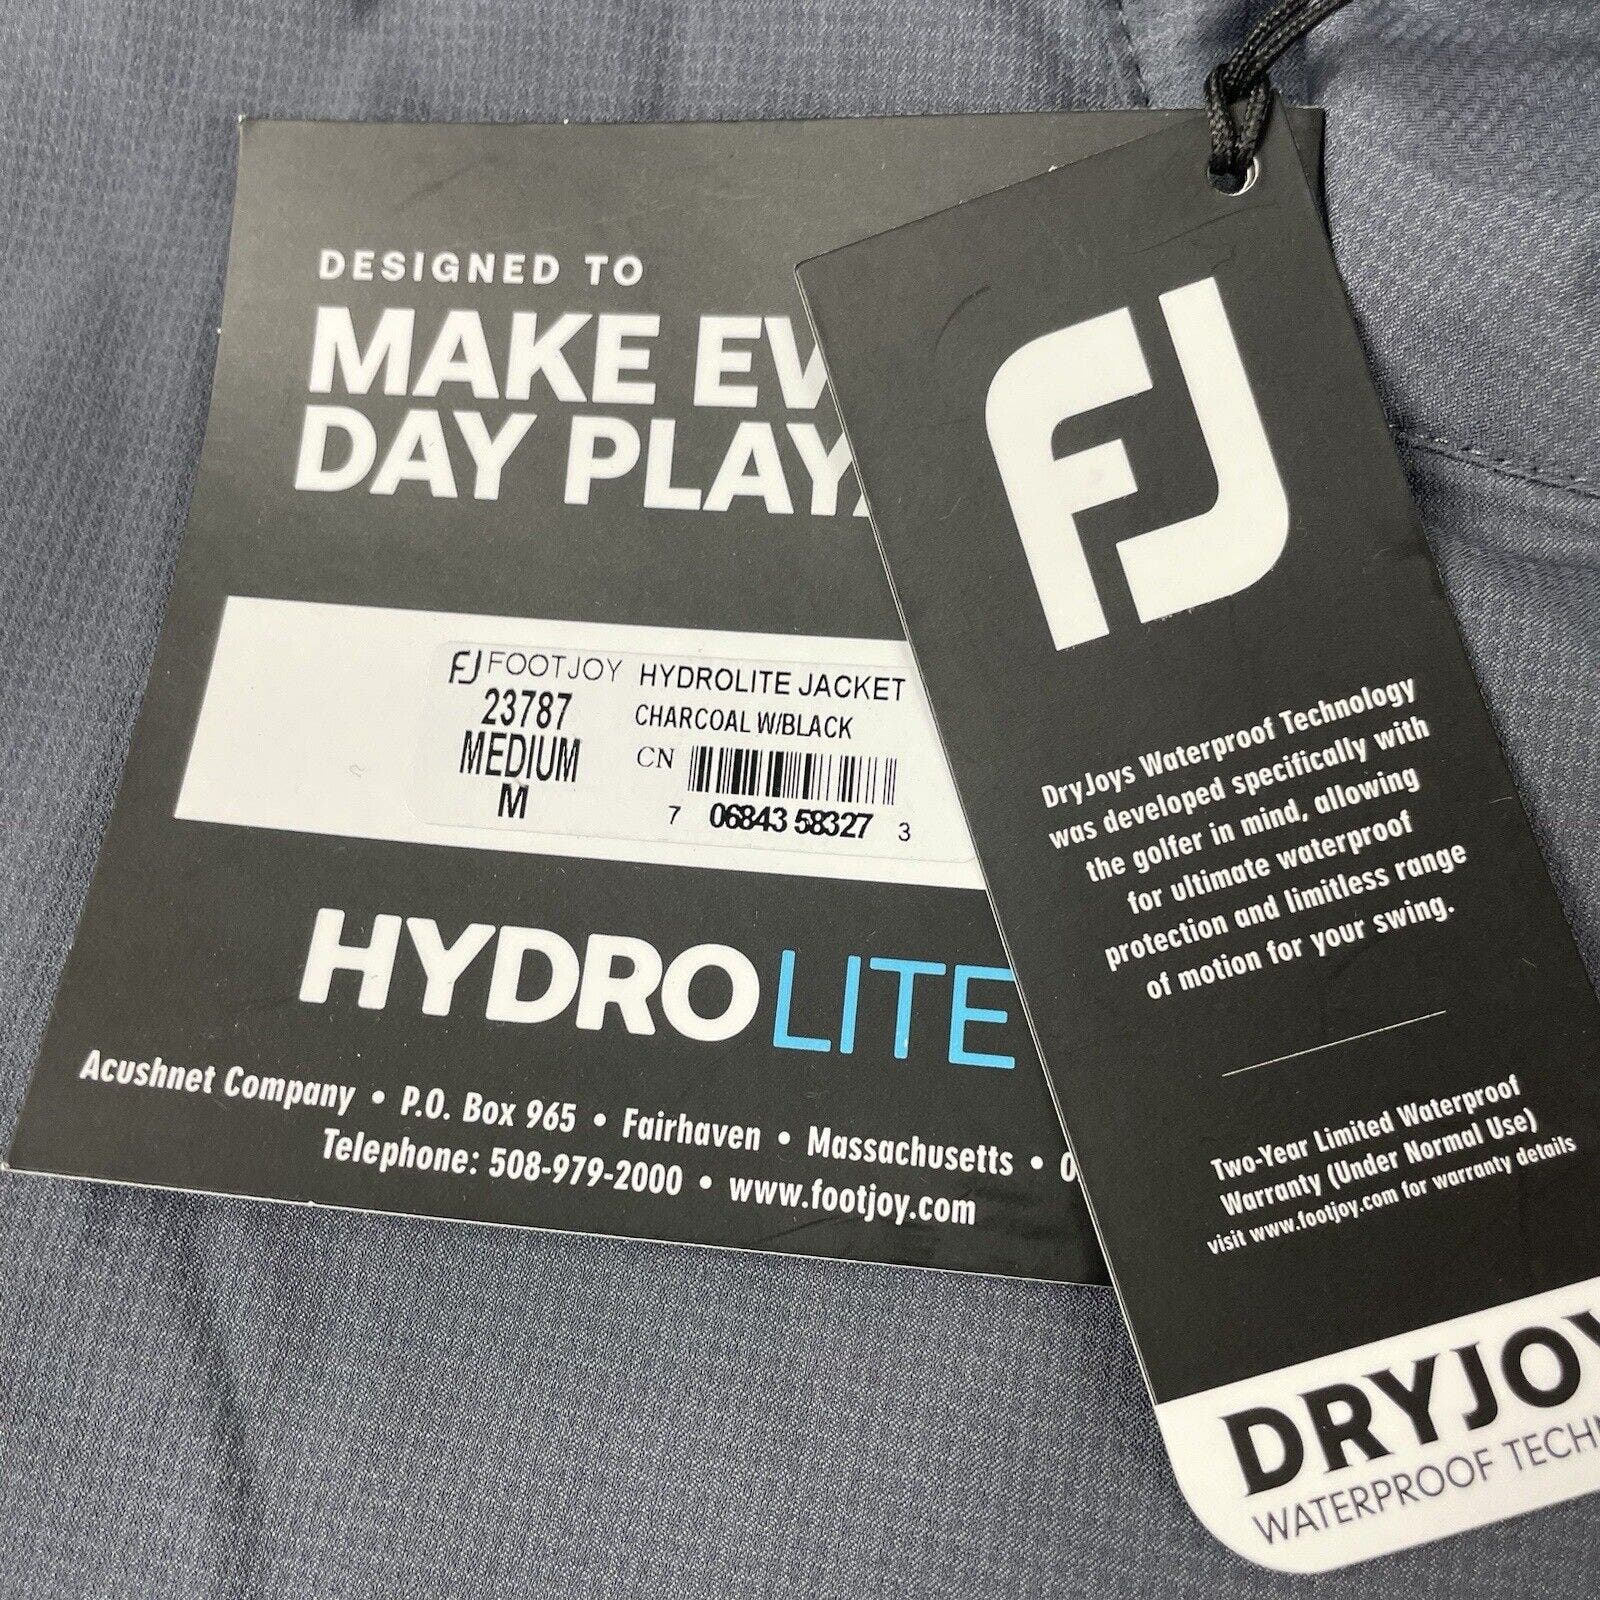 DESIGNED TO
MAKE EV
DAY PLAY
FJ FOOTJOY HYDROLITE JACKET
23787 CHARCOAL W/BLACK
MEDIUM CN
M 7 06843 58327 3
HYDROLITE
Acushnet Company • P.O. Box 965 • Fairhaven • Massachusetts • 0
Telephone: 508-979-2000 • www.footjoy.com
FJ
DryJoys Waterproof Technology
was developed specifically with
the golfer in mind, allowing
for ultimate waterproof
protection and limitless range
of motion for your swing.
Two-Year Limited Waterproof
Warranty (Under Normal Use)
visit www.footjoy.com for warranty details
DRYJOY
WATERPROOF TECH